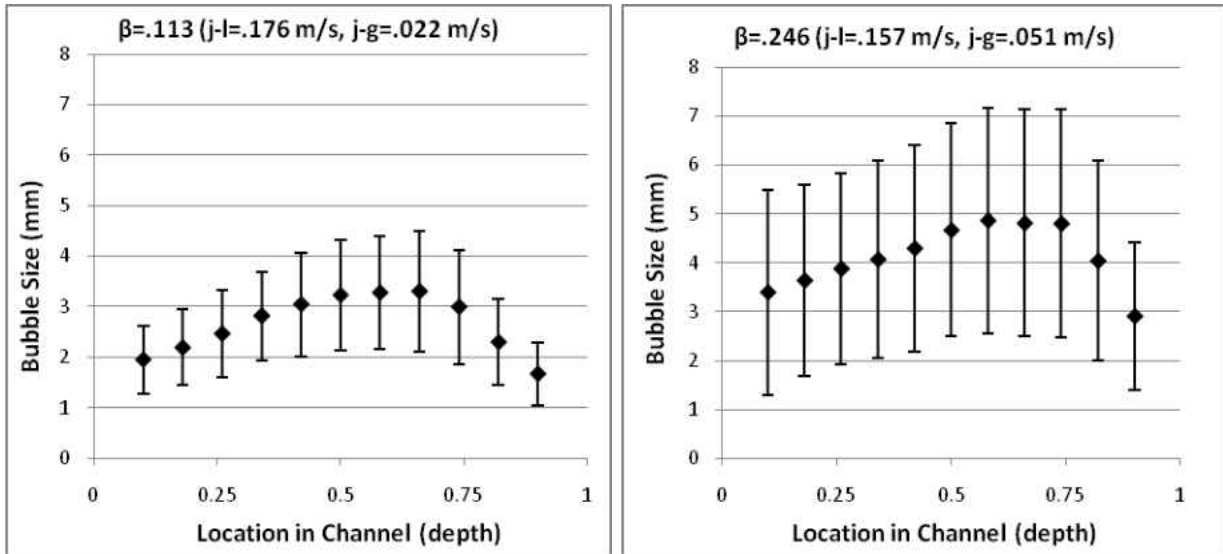 β=.113 (j-l=.176 m/s, j-g=.022 m/s)
8
7
6
5
4
3
2
1
0
0 0.25 0.5 0.75 1
Bubble Size (mm)
Location in Channel (depth)
β=.246 (j-l=.157 m/s, j-g=.051 m/s)
8
7
6
5
4
3
2
1
0
0 0.25 0.5 0.75 1
Bubble Size (mm)
Location in Channel (depth)